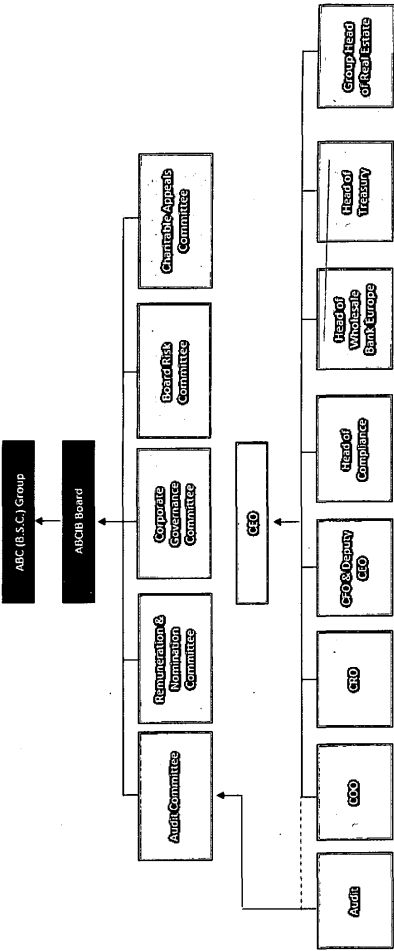 ABC (B.S.C.) Group
ABCIB Board
Audit Committee
Remuneration &
Nomination
Committee
Corporate
Governance
Committee
Board Risk
Committee
Charitable Appeals
Committee
CEO
Audit
COO
CRO
CFO & Deputy
CEO
Head of
Compliance
Head of
Wholesale
Bank Europe
Head of
Treasury
Group Head
of Real Estate